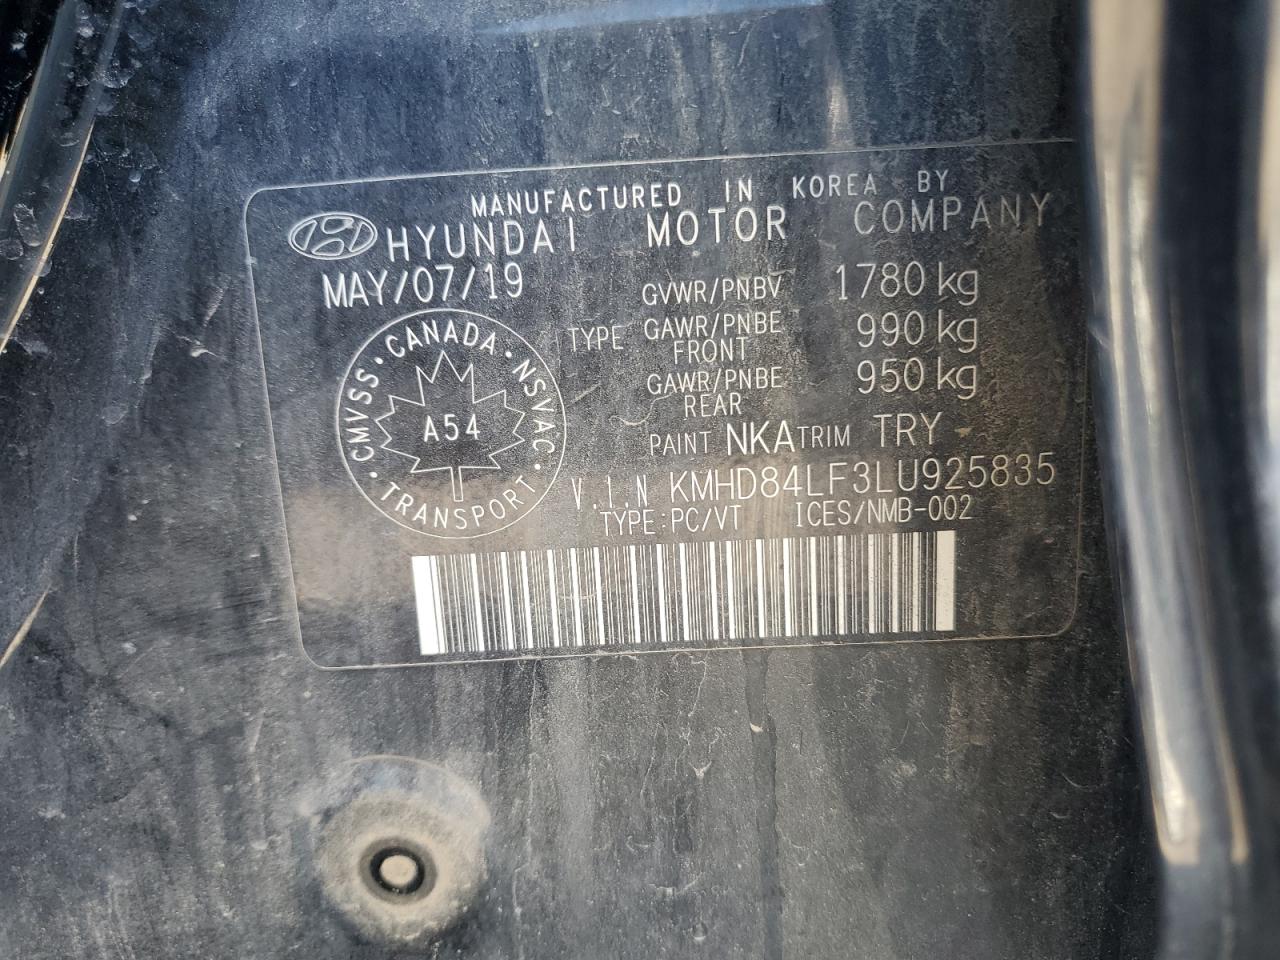 MANUFACTURED IN KOREA BY
HYUNDAI MOTOR COMPANY
MAY/07/19
GVWR/PNBV 1780 kg
TYPE GAWR/PNBE FRONT 990 kg
GAWR/PNBE REAR 950 kg
PAINT NKA TRIM TRY
V.I.N KMHD84LF3LU925835
TYPE:PC/VT ICES/NMB-002
CMVSS · CANADA · NSVAC · TRANSPORT ·
A54